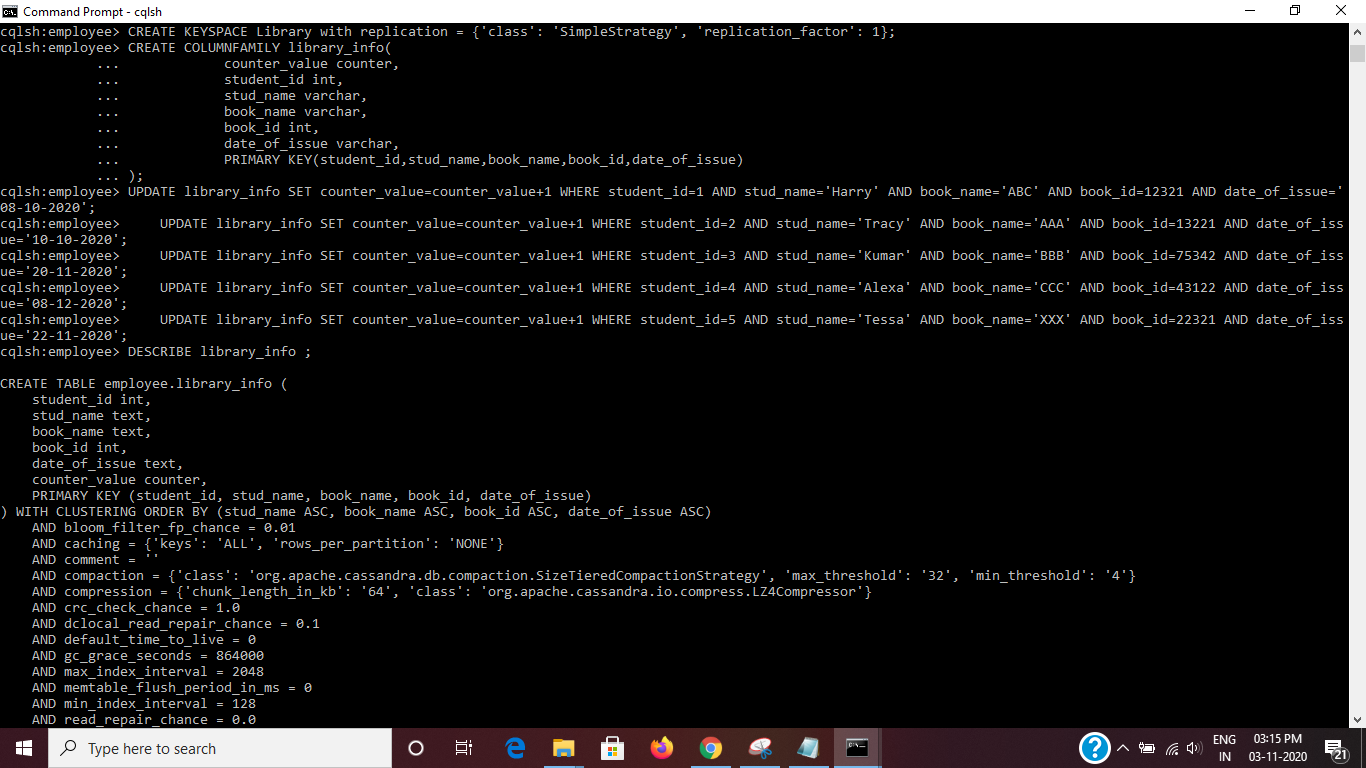 Command Prompt - cqlsh
cqlsh:employee> CREATE KEYSPACE Library with replication = {'class': 'SimpleStrategy', 'replication_factor': 1};
cqlsh:employee> CREATE COLUMNFAMILY library_info(
            ...             counter_value counter,
            ...             student_id int,
            ...             stud_name varchar,
            ...             book_name varchar,
            ...             book_id int,
            ...             date_of_issue varchar,
            ...             PRIMARY KEY(student_id,stud_name,book_name,book_id,date_of_issue)
            ... );
cqlsh:employee> UPDATE library_info SET counter_value=counter_value+1 WHERE student_id=1 AND stud_name='Harry' AND book_name='ABC' AND book_id=12321 AND date_of_issue='
08-10-2020';
cqlsh:employee>     UPDATE library_info SET counter_value=counter_value+1 WHERE student_id=2 AND stud_name='Tracy' AND book_name='AAA' AND book_id=13221 AND date_of_iss
ue='10-10-2020';
cqlsh:employee>     UPDATE library_info SET counter_value=counter_value+1 WHERE student_id=3 AND stud_name='Kumar' AND book_name='BBB' AND book_id=75342 AND date_of_iss
ue='20-11-2020';
cqlsh:employee>     UPDATE library_info SET counter_value=counter_value+1 WHERE student_id=4 AND stud_name='Alexa' AND book_name='CCC' AND book_id=43122 AND date_of_iss
ue='08-12-2020';
cqlsh:employee>     UPDATE library_info SET counter_value=counter_value+1 WHERE student_id=5 AND stud_name='Tessa' AND book_name='XXX' AND book_id=22321 AND date_of_iss
ue='22-11-2020';
cqlsh:employee> DESCRIBE library_info ;
CREATE TABLE employee.library_info (
    student_id int,
    stud_name text,
    book_name text,
    book_id int,
    date_of_issue text,
    counter_value counter,
    PRIMARY KEY (student_id, stud_name, book_name, book_id, date_of_issue)
) WITH CLUSTERING ORDER BY (stud_name ASC, book_name ASC, book_id ASC, date_of_issue ASC)
    AND bloom_filter_fp_chance = 0.01
    AND caching = {'keys': 'ALL', 'rows_per_partition': 'NONE'}
    AND comment = ''
    AND compaction = {'class': 'org.apache.cassandra.db.compaction.SizeTieredCompactionStrategy', 'max_threshold': '32', 'min_threshold': '4'}
    AND compression = {'chunk_length_in_kb': '64', 'class': 'org.apache.cassandra.io.compress.LZ4Compressor'}
    AND crc_check_chance = 1.0
    AND dclocal_read_repair_chance = 0.1
    AND default_time_to_live = 0
    AND gc_grace_seconds = 864000
    AND max_index_interval = 2048
    AND memtable_flush_period_in_ms = 0
    AND min_index_interval = 128
    AND read_repair_chance = 0.0
Type here to search
ENG
IN
03:15 PM
03-11-2020
21